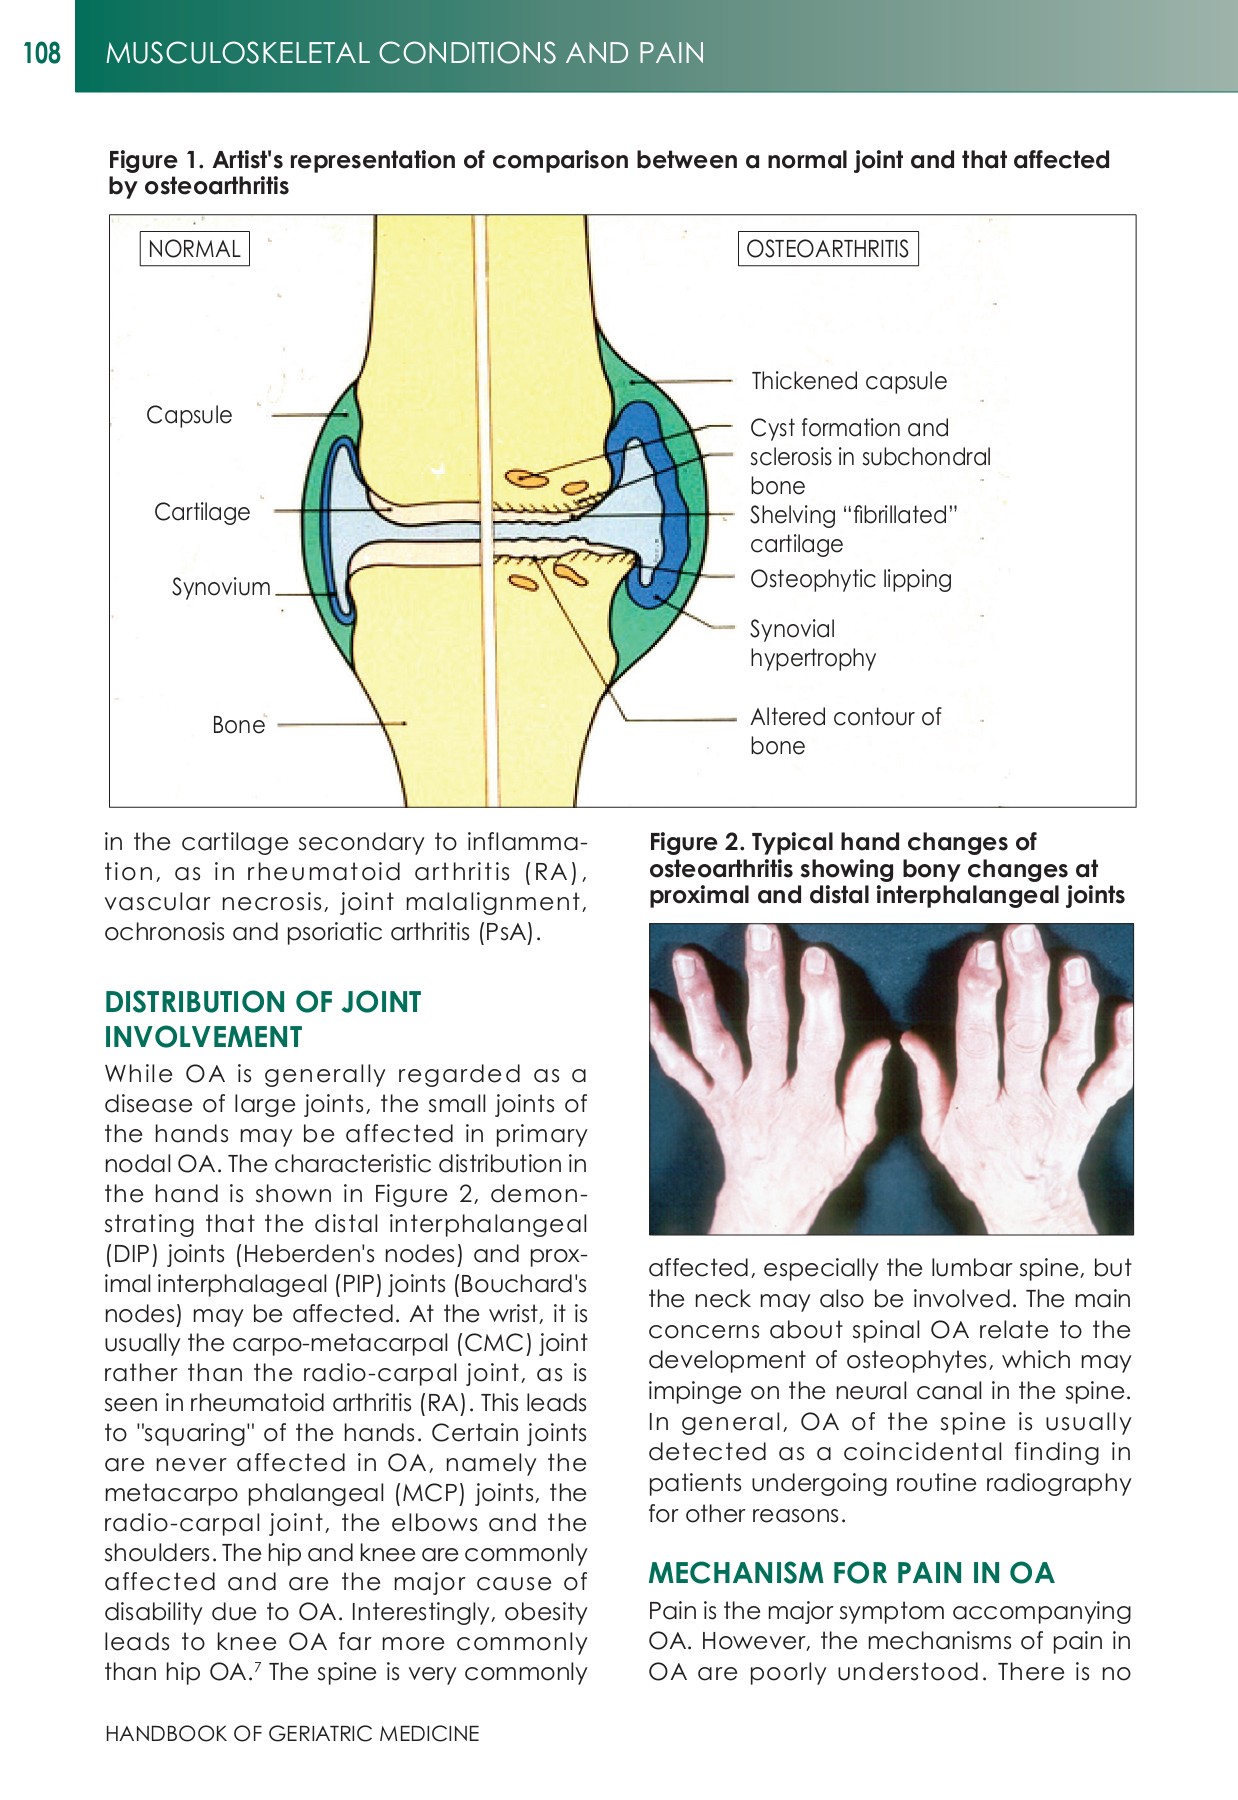 108
MUSCULOSKELETAL CONDITIONS AND PAIN
Figure 1. Artist's representation of comparison between a normal joint and that affected
by osteoarthritis
NORMAL
OSTEOARTHRITIS
Capsule
Cartilage
Synovium
Bone
Thickened capsule
Cyst formation and
sclerosis in subchondral
bone
Shelving “fibrillated”
cartilage
Osteophytic lipping
Synovial
hypertrophy
Altered contour of
bone
in the cartilage secondary to inflamma-
tion, as in rheumatoid arthritis (RA),
vascular necrosis, joint malalignment,
ochronosis and psoriatic arthritis (PsA).
DISTRIBUTION OF JOINT
INVOLVEMENT
While OA is generally regarded as a
disease of large joints, the small joints of
the hands may be affected in primary
nodal OA. The characteristic distribution in
the hand is shown in Figure 2, demon-
strating that the distal interphalangeal
(DIP) joints (Heberden's nodes) and prox-
imal interphalageal (PIP) joints (Bouchard's
nodes) may be affected. At the wrist, it is
usually the carpo-metacarpal (CMC) joint
rather than the radio-carpal joint, as is
seen in rheumatoid arthritis (RA). This leads
to "squaring" of the hands. Certain joints
are never affected in OA, namely the
metacarpo phalangeal (MCP) joints, the
radio-carpal joint, the elbows and the
shoulders. The hip and knee are commonly
affected and are the major cause of
disability due to OA. Interestingly, obesity
leads to knee OA far more commonly
than hip OA.⁷ The spine is very commonly
Figure 2. Typical hand changes of
osteoarthritis showing bony changes at
proximal and distal interphalangeal joints
affected, especially the lumbar spine, but
the neck may also be involved. The main
concerns about spinal OA relate to the
development of osteophytes, which may
impinge on the neural canal in the spine.
In general, OA of the spine is usually
detected as a coincidental finding in
patients undergoing routine radiography
for other reasons.
MECHANISM FOR PAIN IN OA
Pain is the major symptom accompanying
OA. However, the mechanisms of pain in
OA are poorly understood. There is no
HANDBOOK OF GERIATRIC MEDICINE